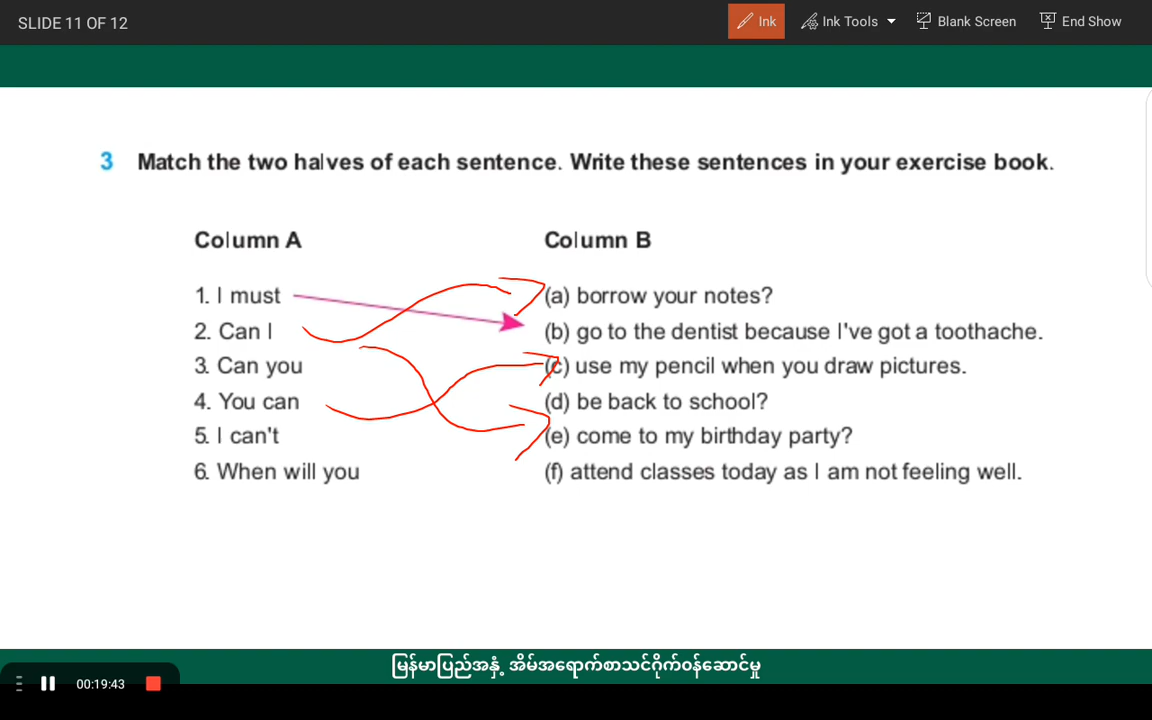 SLIDE 11 OF 12
Ink
Ink Tools
Blank Screen
End Show
3 Match the two halves of each sentence. Write these sentences in your exercise book.
Column A
Column B
1. I must
(a) borrow your notes?
2. Can I
(b) go to the dentist because I've got a toothache.
3. Can you
(c) use my pencil when you draw pictures.
4. You can
(d) be back to school?
5. I can't
(e) come to my birthday party?
6. When will you
(f) attend classes today as I am not feeling well.
မြန်မာပြည်အနှံ့ အိမ်အရောက်စာသင်ဝိုက်ဝန်ဆောင်မှု
00:19:43